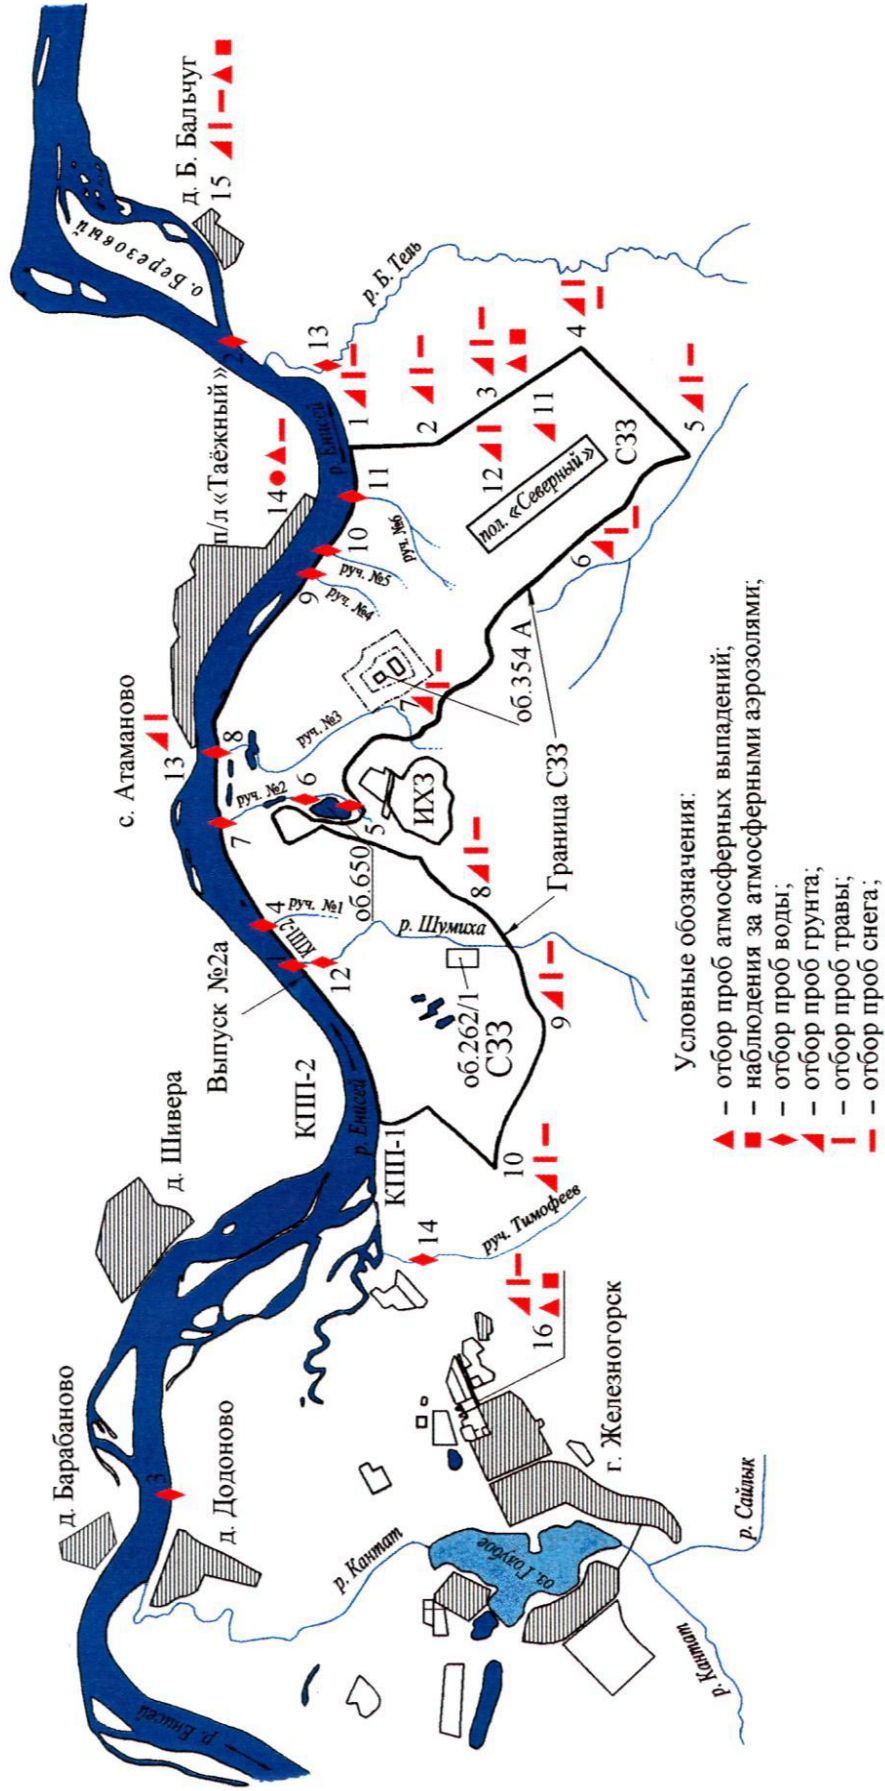 д. Барабаново
3
д. Додоново
р. Енисей
р. Кантат
оз. Голубое
р. Кантат
р. Сайлык
г. Железногорск
16
д. Шивера
14
руч. Тимофеев
КПП-1
КПП-2
р. Енисей
10
Выпуск №2а
1
КПП-2
12
4
руч. №1
р. Шумиха
об.262/1
СЗЗ
9
8
Граница СЗЗ
с. Атаманово
13
7
8
руч. №2
6
5
об.650
руч. №3
ИХЗ
7
об.354 А
п/л «Таёжный»
14
9
10
11
руч. №4
руч. №5
руч. №6
р. Енисей
пол. «Северный»
СЗЗ
12
11
1
2
3
4
5
6
2
13
р. Б. Тель
о. Березовый
д. Б. Бальчуг
15
Условные обозначения:
– отбор проб атмосферных выпадений;
– наблюдения за атмосферными аэрозолями;
– отбор проб воды;
– отбор проб грунта;
– отбор проб травы;
– отбор проб снега;